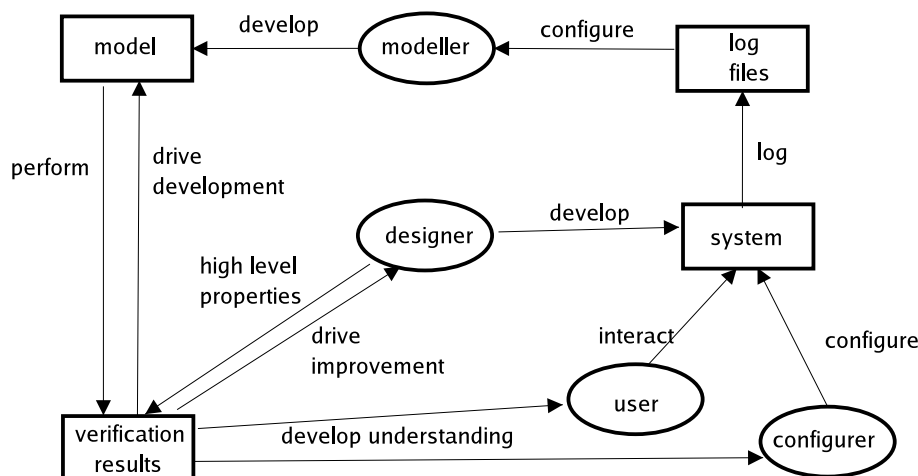 develop
configure
model
modeller
log
files
perform
drive
development
log
designer
develop
system
high level
properties
drive
improvement
interact
configure
user
verification
results
develop understanding
configurer